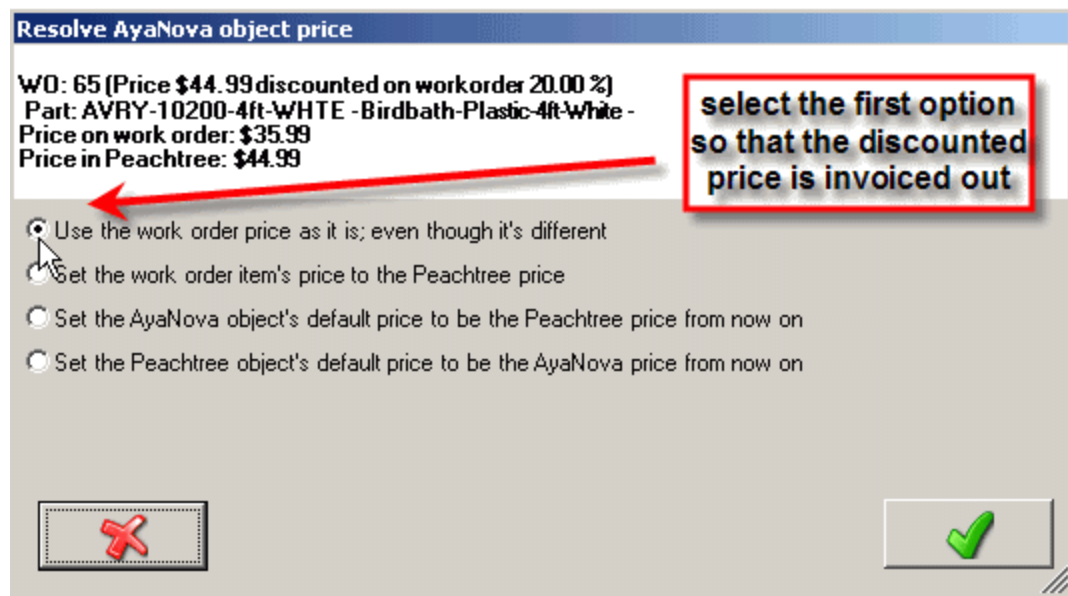 Resolve AyaNova object price
WO: 65 (Price $44.99 discounted on workorder 20.00 %)
Part: AVRY-10200-4ft-WHTE -Birdbath-Plastic-4ft-White -
Price on work order: $35.99
Price in Peachtree: $44.99
select the first option
so that the discounted
price is invoiced out
Use the work order price as it is; even though it's different
Set the work order item's price to the Peachtree price
Set the AyaNova object's default price to be the Peachtree price from now on
Set the Peachtree object's default price to be the AyaNova price from now on